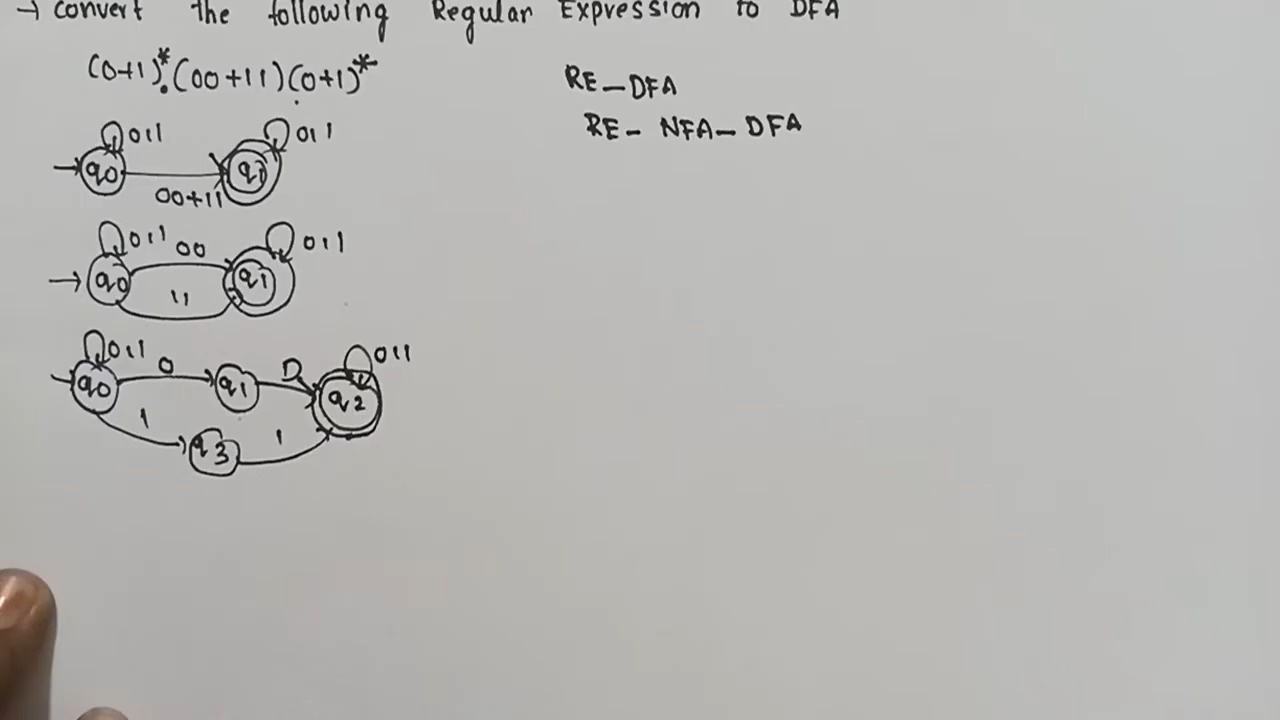 → convert the following Regular Expression to DFA
(0+1)*.(00+11)(0+1)*
RE - DFA
RE - NFA - DFA
0,1 0,1
q0 q1
00+11
0,1 00 0,1
q0 q1
11
0,1 0 0 0,1
q0 q1 q2
1 1
q3